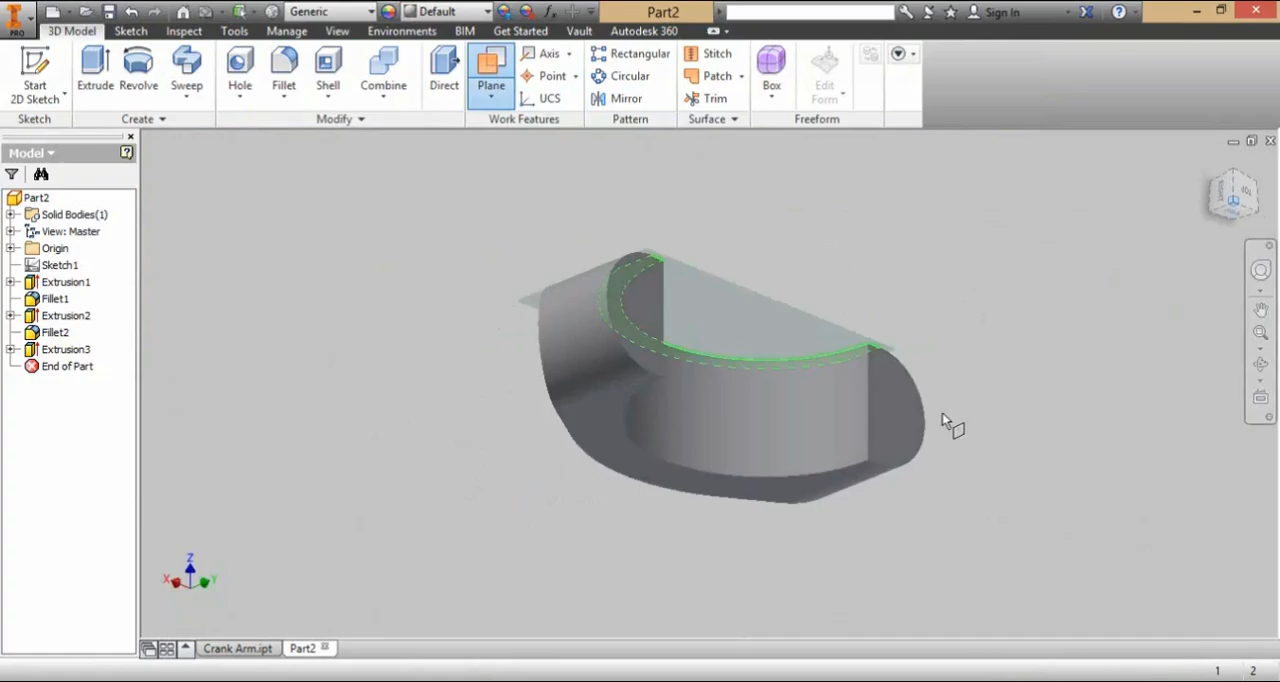 PRO
Generic
Default
fx
Part2
Sign In
3D Model
Sketch
Inspect
Tools
Manage
View
Environments
BIM
Get Started
Vault
Autodesk 360
Start
2D Sketch
Extrude
Revolve
Sweep
Hole
Fillet
Shell
Combine
Direct
Plane
Axis
Point
UCS
Rectangular
Circular
Mirror
Stitch
Patch
Trim
Box
Edit
Form
Sketch
Create
Modify
Work Features
Pattern
Surface
Freeform
Model
Part2
Solid Bodies(1)
View: Master
Origin
Sketch1
Extrusion1
Fillet1
Extrusion2
Fillet2
Extrusion3
End of Part
Z
X
Y
Crank Arm.ipt
Part2
1
2